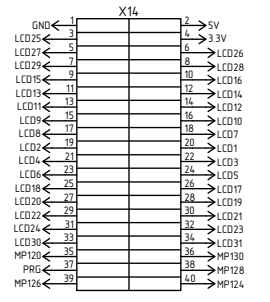 X14
GND 1 2 5V
LCD25 3 4 3.3V
LCD27 5 6 LCD26
LCD29 7 8 LCD28
LCD15 9 10 LCD16
LCD13 11 12 LCD14
LCD11 13 14 LCD12
LCD9 15 16 LCD10
LCD8 17 18 LCD7
LCD2 19 20 LCD1
LCD4 21 22 LCD3
LCD6 23 24 LCD5
LCD18 25 26 LCD17
LCD20 27 28 LCD19
LCD22 29 30 LCD21
LCD24 31 32 LCD23
LCD30 33 34 LCD31
MP120 35 36 MP130
PRG 37 38 MP128
MP126 39 40 MP124